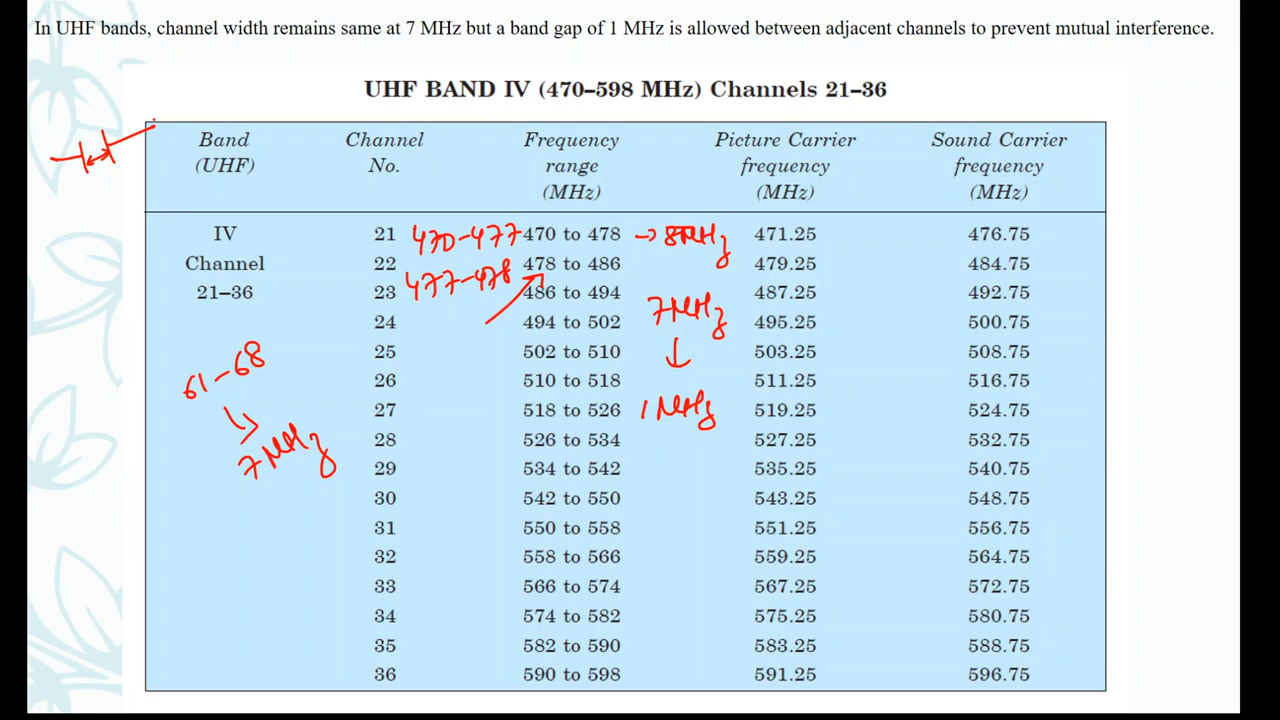 In UHF bands, channel width remains same at 7 MHz but a band gap of 1 MHz is allowed between adjacent channels to prevent mutual interference.
UHF BAND IV (470–598 MHz) Channels 21–36
Band Channel Frequency Picture Carrier Sound Carrier
(UHF) No. range frequency frequency
(MHz) (MHz) (MHz)
IV 21 470-477 470 to 478 → 8MHz 471.25 476.75
Channel 22 477-478 478 to 486 479.25 484.75
21–36 23 486 to 494 7MHz 487.25 492.75
24 494 to 502 495.25 500.75
25 502 to 510 503.25 508.75
61-68 26 510 to 518 511.25 516.75
27 518 to 526 1MHz 519.25 524.75
28 526 to 534 527.25 532.75
7MHz 29 534 to 542 535.25 540.75
30 542 to 550 543.25 548.75
31 550 to 558 551.25 556.75
32 558 to 566 559.25 564.75
33 566 to 574 567.25 572.75
34 574 to 582 575.25 580.75
35 582 to 590 583.25 588.75
36 590 to 598 591.25 596.75